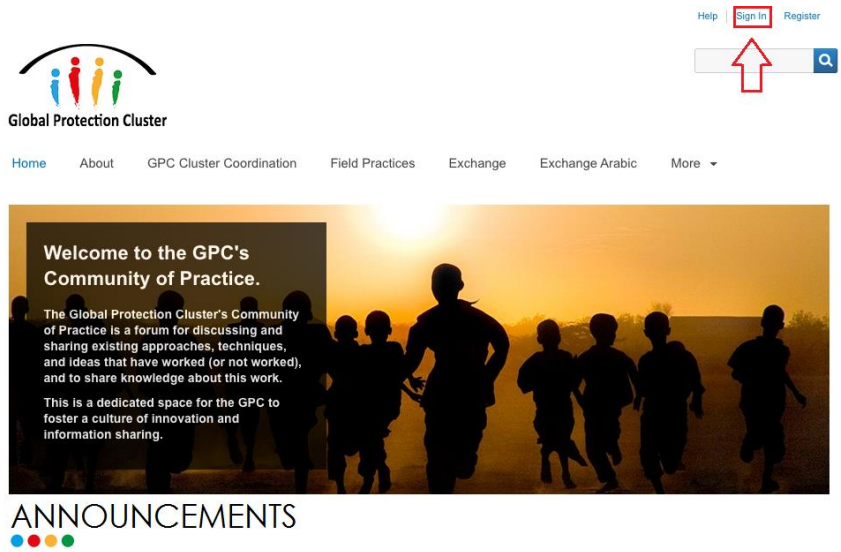 Help
Sign In
Register
Global Protection Cluster
Home
About
GPC Cluster Coordination
Field Practices
Exchange
Exchange Arabic
More
Welcome to the GPC's
Community of Practice.
The Global Protection Cluster's Community
of Practice is a forum for discussing and
sharing existing approaches, techniques,
and ideas that have worked (or not worked),
and to share knowledge about this work.
This is a dedicated space for the GPC to
foster a culture of innovation and
information sharing.
ANNOUNCEMENTS